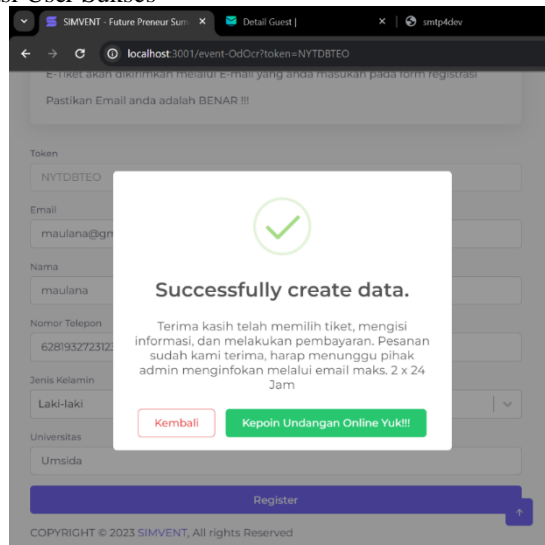 si User Sukses
SIMVENT - Future Preneur Sum
Detail Guest |
smtp4dev
localhost:3001/event-OdOcr?token=NYTDBTEO
E-Tiket akan dikirimkan melalui E-mail yang anda masukan pada form registrasi
Pastikan Email anda adalah BENAR !!!
Token
NYTDBTEO
Email
maulana@gm
Nama
maulana
Nomor Telepon
6281932723123
Jenis Kelamin
Laki-laki
Universitas
Umsida
Successfully create data.
Terima kasih telah memilih tiket, mengisi
informasi, dan melakukan pembayaran. Pesanan
sudah kami terima, harap menunggu pihak
admin menginfokan melalui email maks. 2 x 24
Jam
Kembali
Kepoin Undangan Online Yuk!!!
Register
COPYRIGHT © 2023 SIMVENT, All rights Reserved